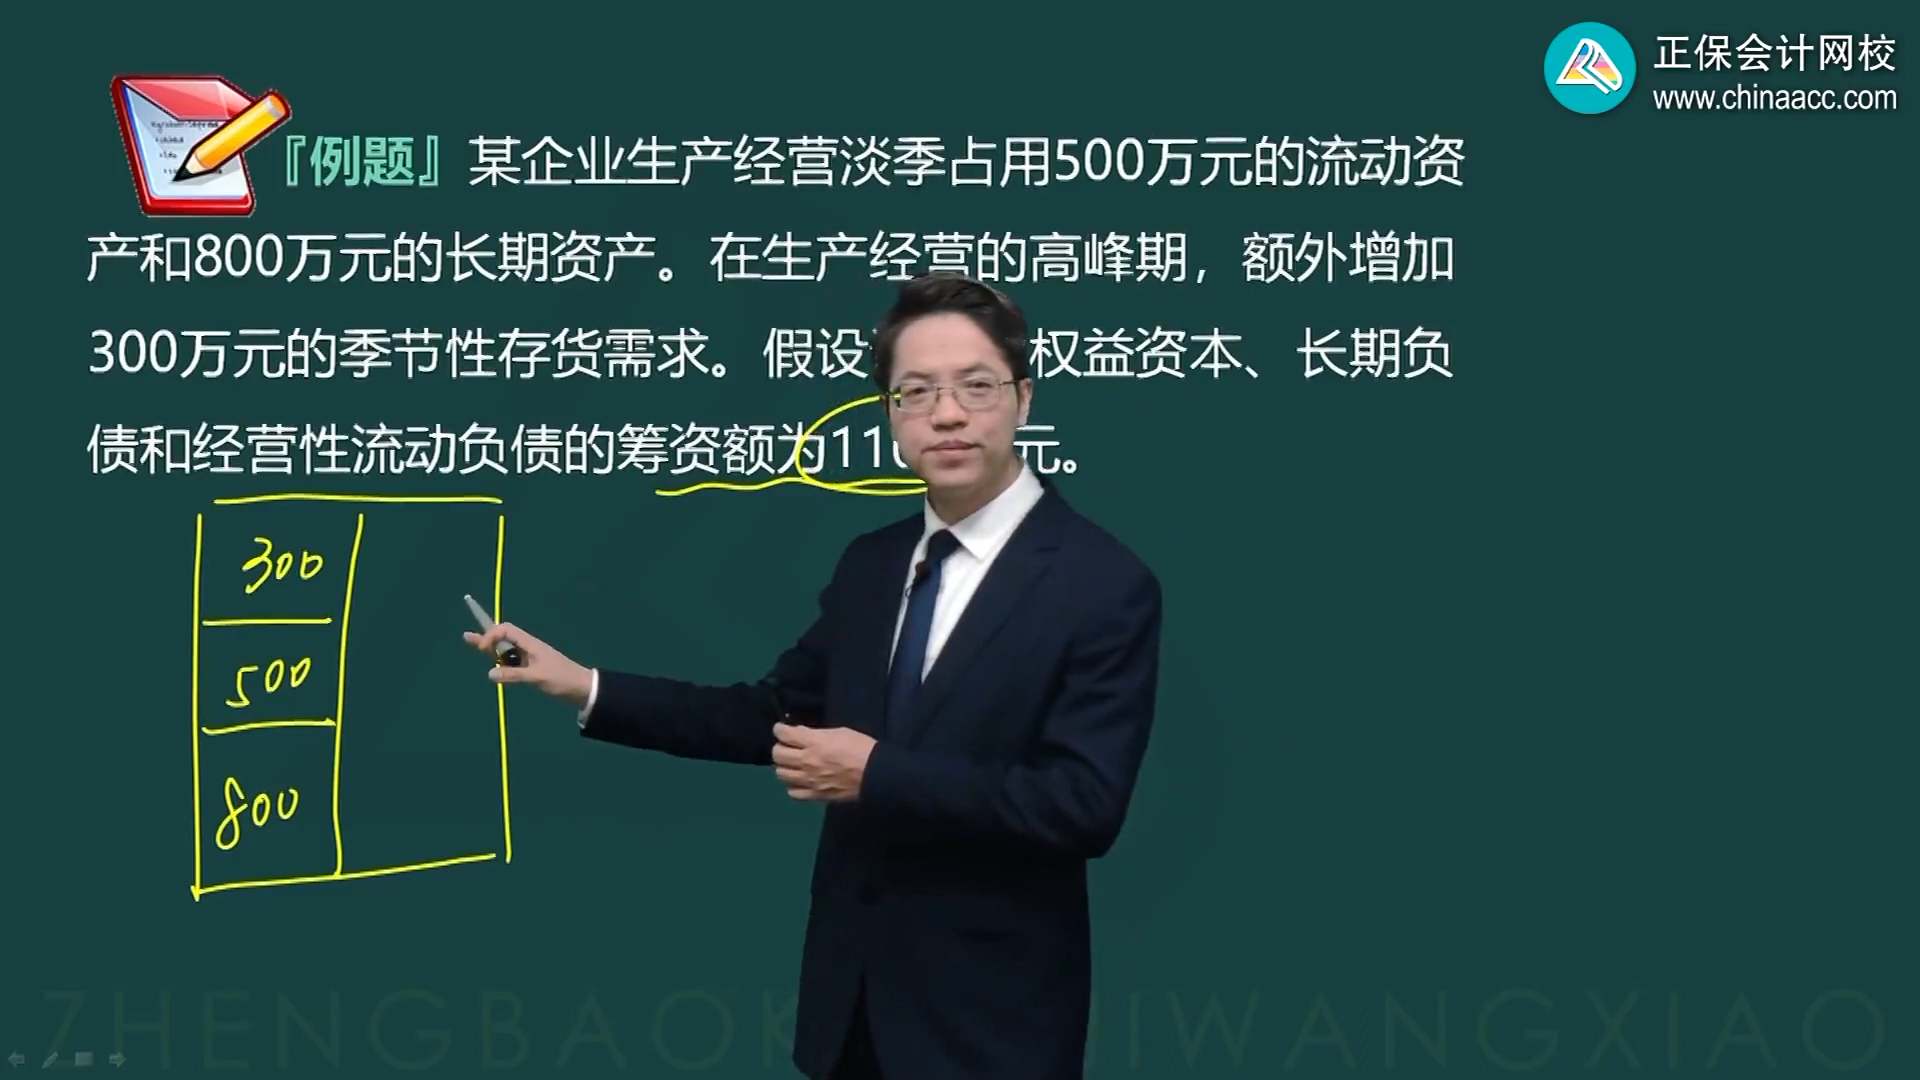 正保会计网校
www.chinaacc.com
『例题』某企业生产经营淡季占用500万元的流动资
产和800万元的长期资产。在生产经营的高峰期，额外增加
300万元的季节性存货需求。假设 权益资本、长期负
债和经营性流动负债的筹资额为11 元。
300
500
800
ZHENGBAOK IWANGXIAO